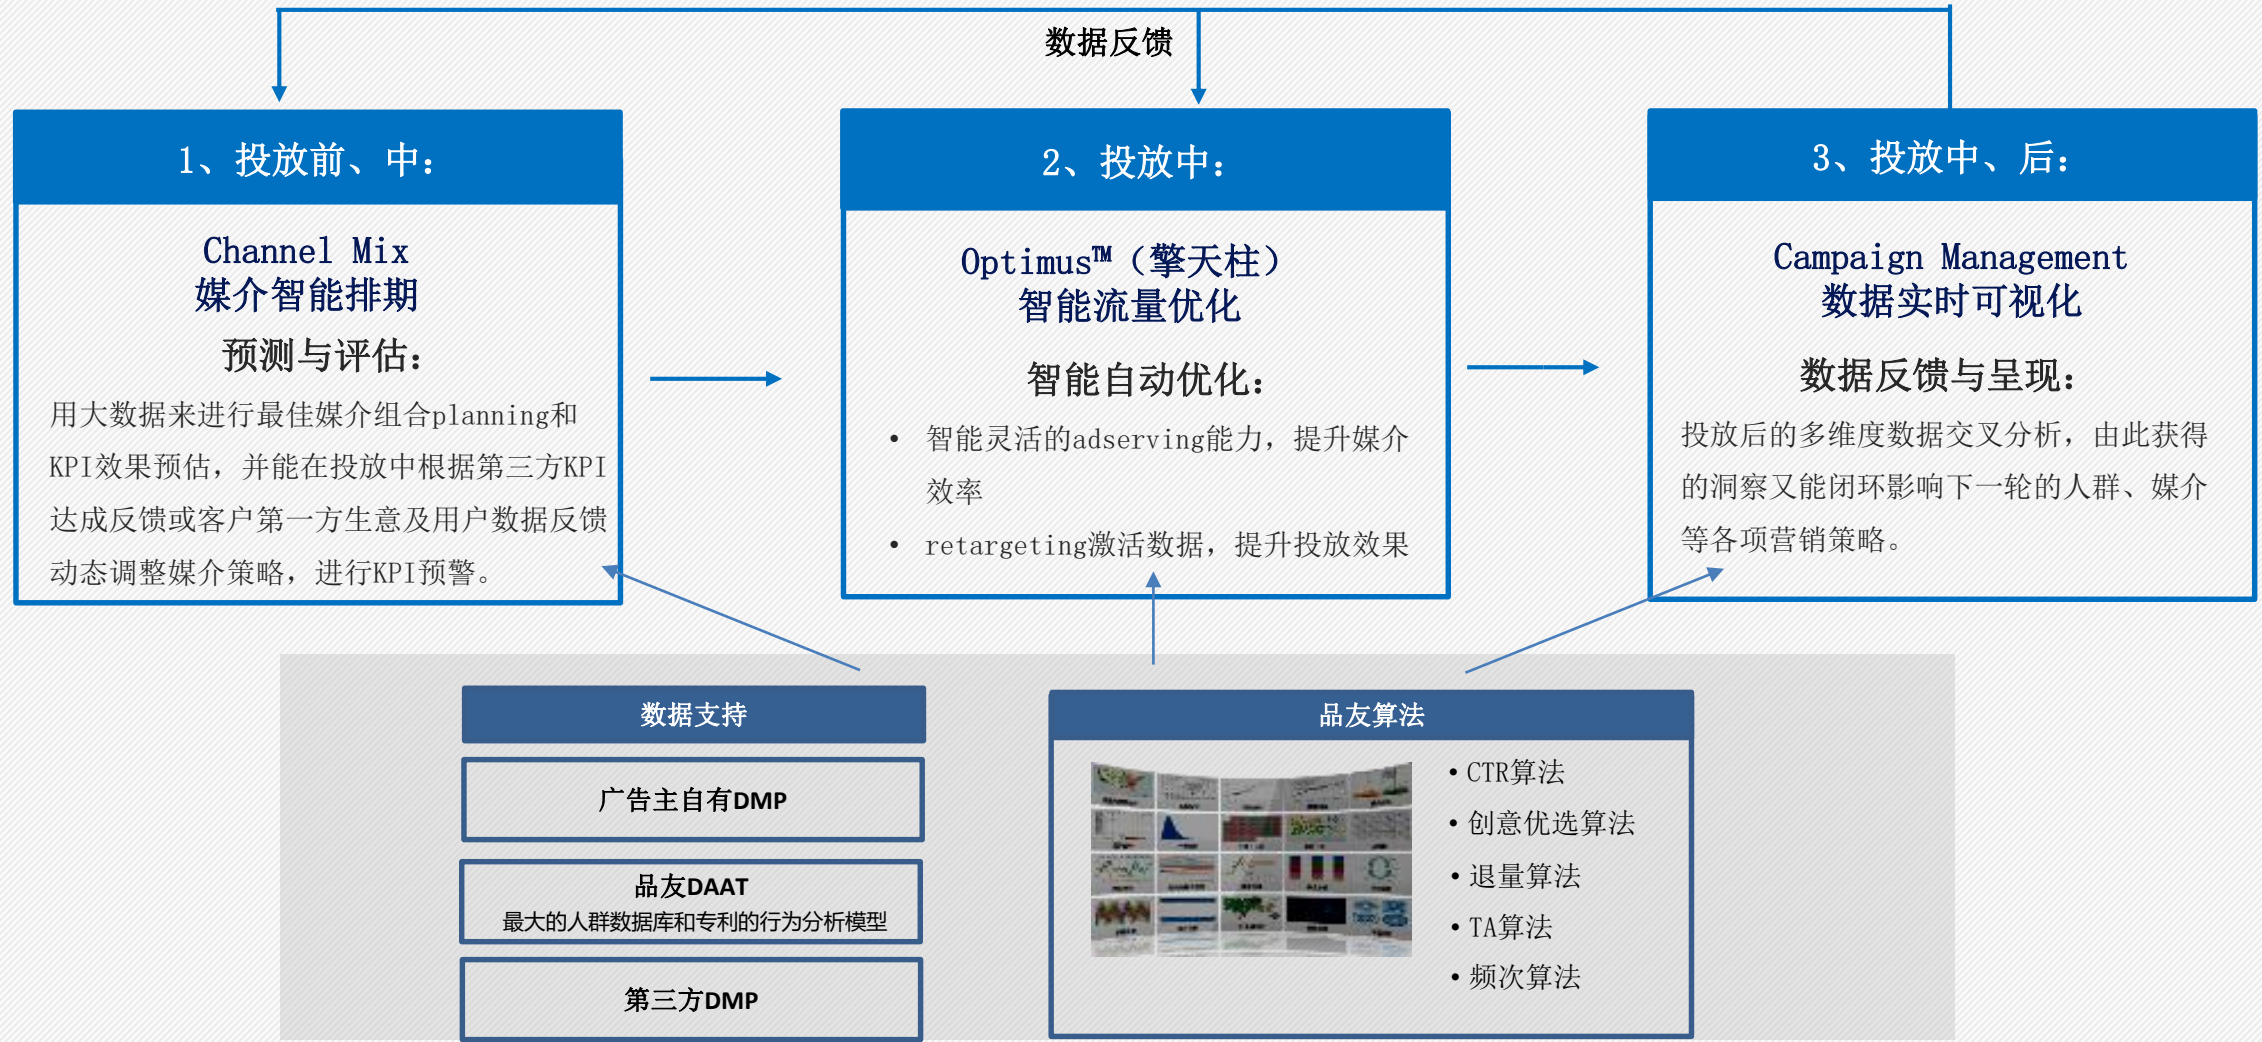 数据反馈
1、投放前、中：
Channel Mix
媒介智能排期
预测与评估：
用大数据来进行最佳媒介组合planning和
KPI效果预估，并能在投放中根据第三方KPI
达成反馈或客户第一方生意及用户数据反馈
动态调整媒介策略，进行KPI预警。
2、投放中：
Optimus™（擎天柱）
智能流量优化
智能自动优化：
• 智能灵活的adserving能力，提升媒介
效率
• retargeting激活数据，提升投放效果
3、投放中、后：
Campaign Management
数据实时可视化
数据反馈与呈现：
投放后的多维度数据交叉分析，由此获得
的洞察又能闭环影响下一轮的人群、媒介
等各项营销策略。
数据支持
广告主自有DMP
品友DAAT
最大的人群数据库和专利的行为分析模型
第三方DMP
品友算法
• CTR算法
• 创意优选算法
• 退量算法
• TA算法
• 频次算法